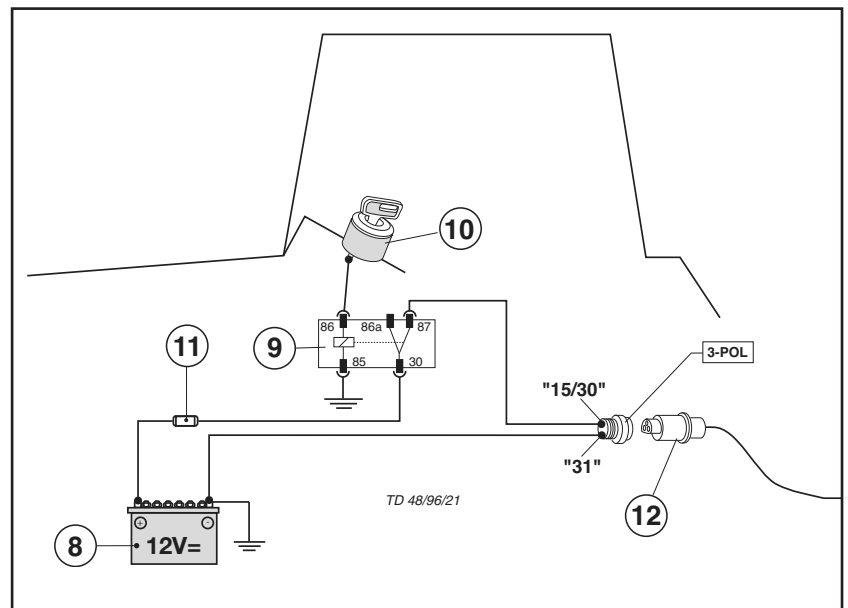 10
86 86a 87
9
85 30
11
3-POL
"15/30"
"31"
TD 48/96/21
12
+ -
8
12V=